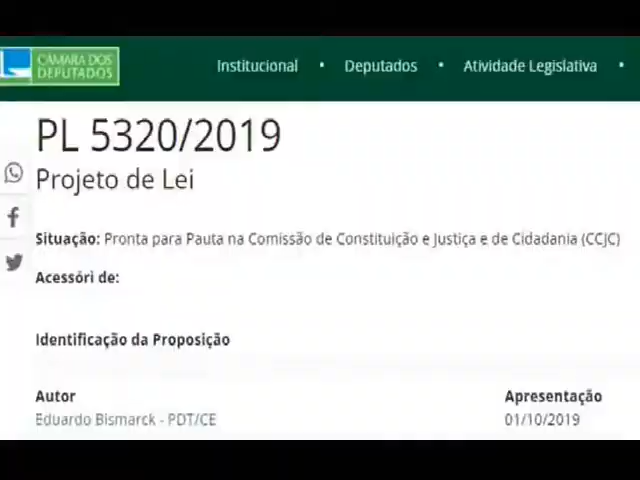 CÂMARA DOS
DEPUTADOS
Institucional • Deputados • Atividade Legislativa •
PL 5320/2019
Projeto de Lei
Situação: Pronta para Pauta na Comissão de Constituição e Justiça e de Cidadania (CCJC)
Acessóri de:
Identificação da Proposição
Autor Apresentação
Eduardo Bismarck - PDT/CE 01/10/2019